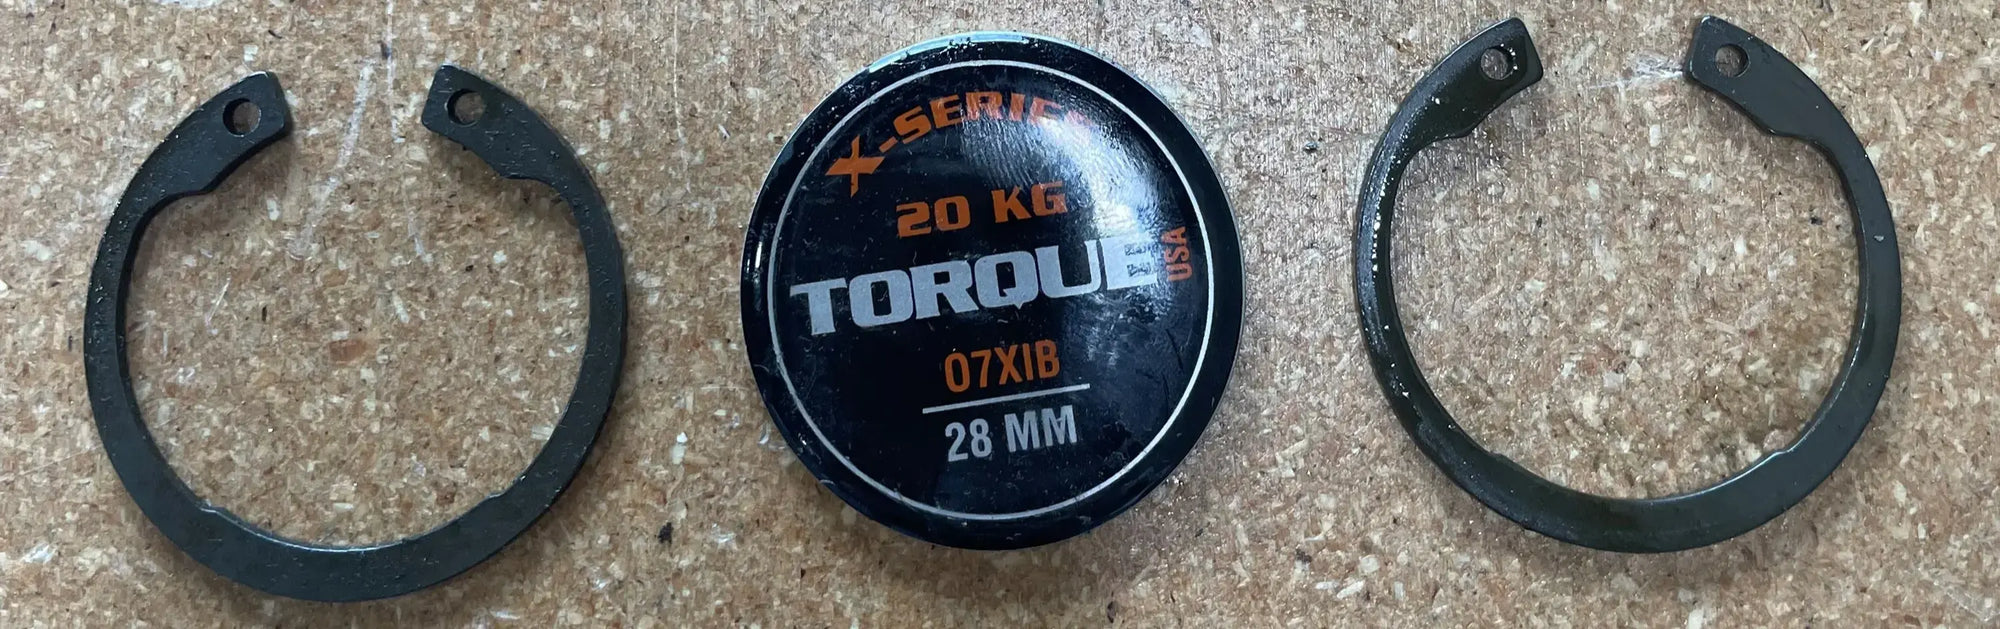 X-SERIES
20 KG
TORQUE USA
07XIB
28 MM